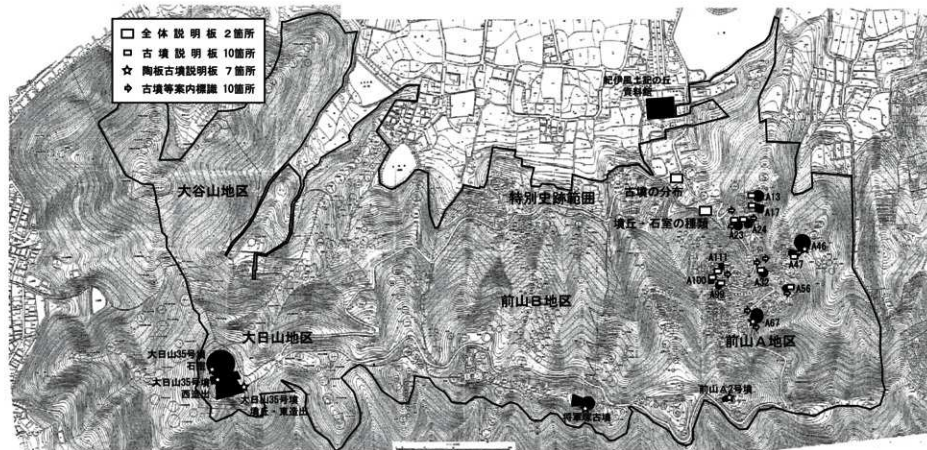 全体説明板 2箇所
古墳説明板 10箇所
陶板古墳説明板 7箇所
古墳等案内標識 10箇所
紀伊風土記の丘
資料館
大谷山地区
古墳の分布
特別史跡範囲
墳丘・石室の種類
A13
A17
A24
A23
A46
A47
A111
A100
A99
A32
A56
A67
前山B地区
前山A地区
大日山地区
大日山35号墳
石室
大日山35号墳
西造出
大日山35号墳
墳丘・東造出
将軍塚古墳
前山A2号墳